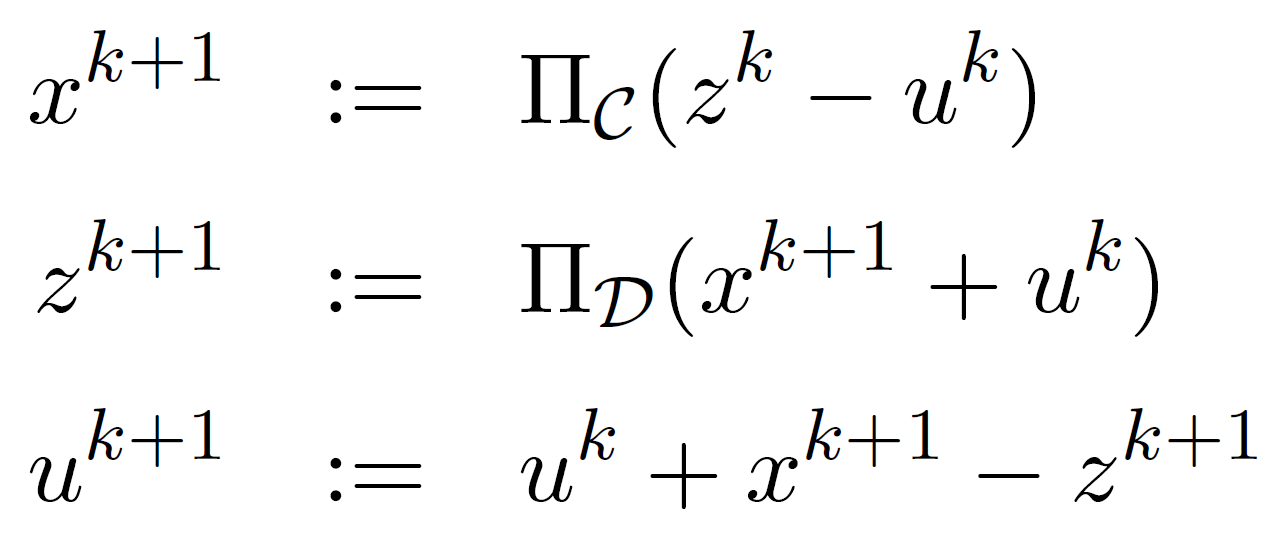 x^{k+1} := Π_𝒞(z^k − u^k)
z^{k+1} := Π_𝒟(x^{k+1} + u^k)
u^{k+1} := u^k + x^{k+1} − z^{k+1}